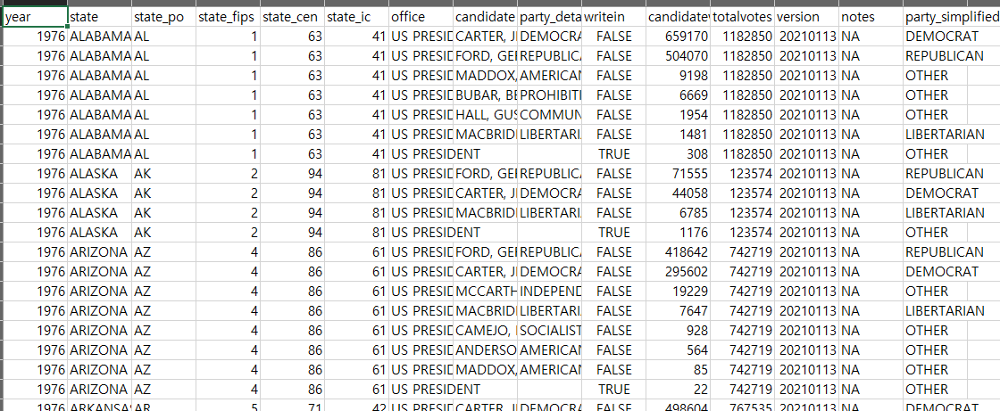 year state state_po state_fips state_cen state_ic office candidate party_deta writein candidatev totalvotes version notes party_simplified
1976 ALABAMA AL 1 63 41 US PRESID CARTER, J DEMOCRA FALSE 659170 1182850 20210113 NA DEMOCRAT
1976 ALABAMA AL 1 63 41 US PRESID FORD, GE REPUBLIC FALSE 504070 1182850 20210113 NA REPUBLICAN
1976 ALABAMA AL 1 63 41 US PRESID MADDOX, AMERICAN FALSE 9198 1182850 20210113 NA OTHER
1976 ALABAMA AL 1 63 41 US PRESID BUBAR, BE PROHIBITI FALSE 6669 1182850 20210113 NA OTHER
1976 ALABAMA AL 1 63 41 US PRESID HALL, GUS COMMUN FALSE 1954 1182850 20210113 NA OTHER
1976 ALABAMA AL 1 63 41 US PRESID MACBRID LIBERTARI FALSE 1481 1182850 20210113 NA LIBERTARIAN
1976 ALABAMA AL 1 63 41 US PRESIDENT TRUE 308 1182850 20210113 NA OTHER
1976 ALASKA AK 2 94 81 US PRESID FORD, GE REPUBLIC FALSE 71555 123574 20210113 NA REPUBLICAN
1976 ALASKA AK 2 94 81 US PRESID CARTER, J DEMOCRA FALSE 44058 123574 20210113 NA DEMOCRAT
1976 ALASKA AK 2 94 81 US PRESID MACBRID LIBERTARI FALSE 6785 123574 20210113 NA LIBERTARIAN
1976 ALASKA AK 2 94 81 US PRESIDENT TRUE 1176 123574 20210113 NA OTHER
1976 ARIZONA AZ 4 86 61 US PRESID FORD, GE REPUBLIC FALSE 418642 742719 20210113 NA REPUBLICAN
1976 ARIZONA AZ 4 86 61 US PRESID CARTER, J DEMOCRA FALSE 295602 742719 20210113 NA DEMOCRAT
1976 ARIZONA AZ 4 86 61 US PRESID MCCARTH INDEPEND FALSE 19229 742719 20210113 NA OTHER
1976 ARIZONA AZ 4 86 61 US PRESID MACBRID LIBERTARI FALSE 7647 742719 20210113 NA LIBERTARIAN
1976 ARIZONA AZ 4 86 61 US PRESID CAMEJO, SOCIALIST FALSE 928 742719 20210113 NA OTHER
1976 ARIZONA AZ 4 86 61 US PRESID ANDERSO AMERICAN FALSE 564 742719 20210113 NA OTHER
1976 ARIZONA AZ 4 86 61 US PRESID MADDOX, AMERICAN FALSE 85 742719 20210113 NA OTHER
1976 ARIZONA AZ 4 86 61 US PRESIDENT TRUE 22 742719 20210113 NA OTHER
1976 ARKANSA AR 5 71 42 US PRESID CARTER, J DEMOCRA FALSE 498604 767535 20210113 NA DEMOCRAT